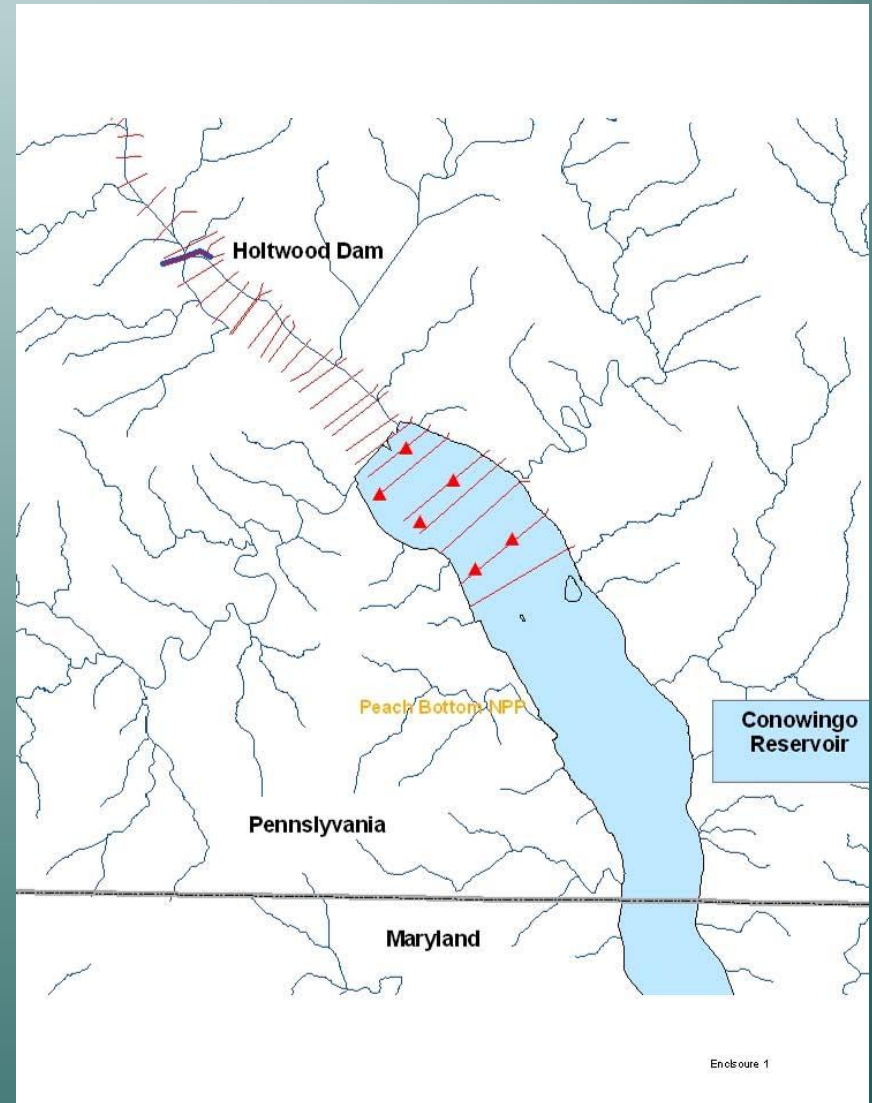 Holtwood Dam
Peach Bottom NPP
Conowingo
Reservoir
Pennslyvania
Maryland
Enclsoure 1